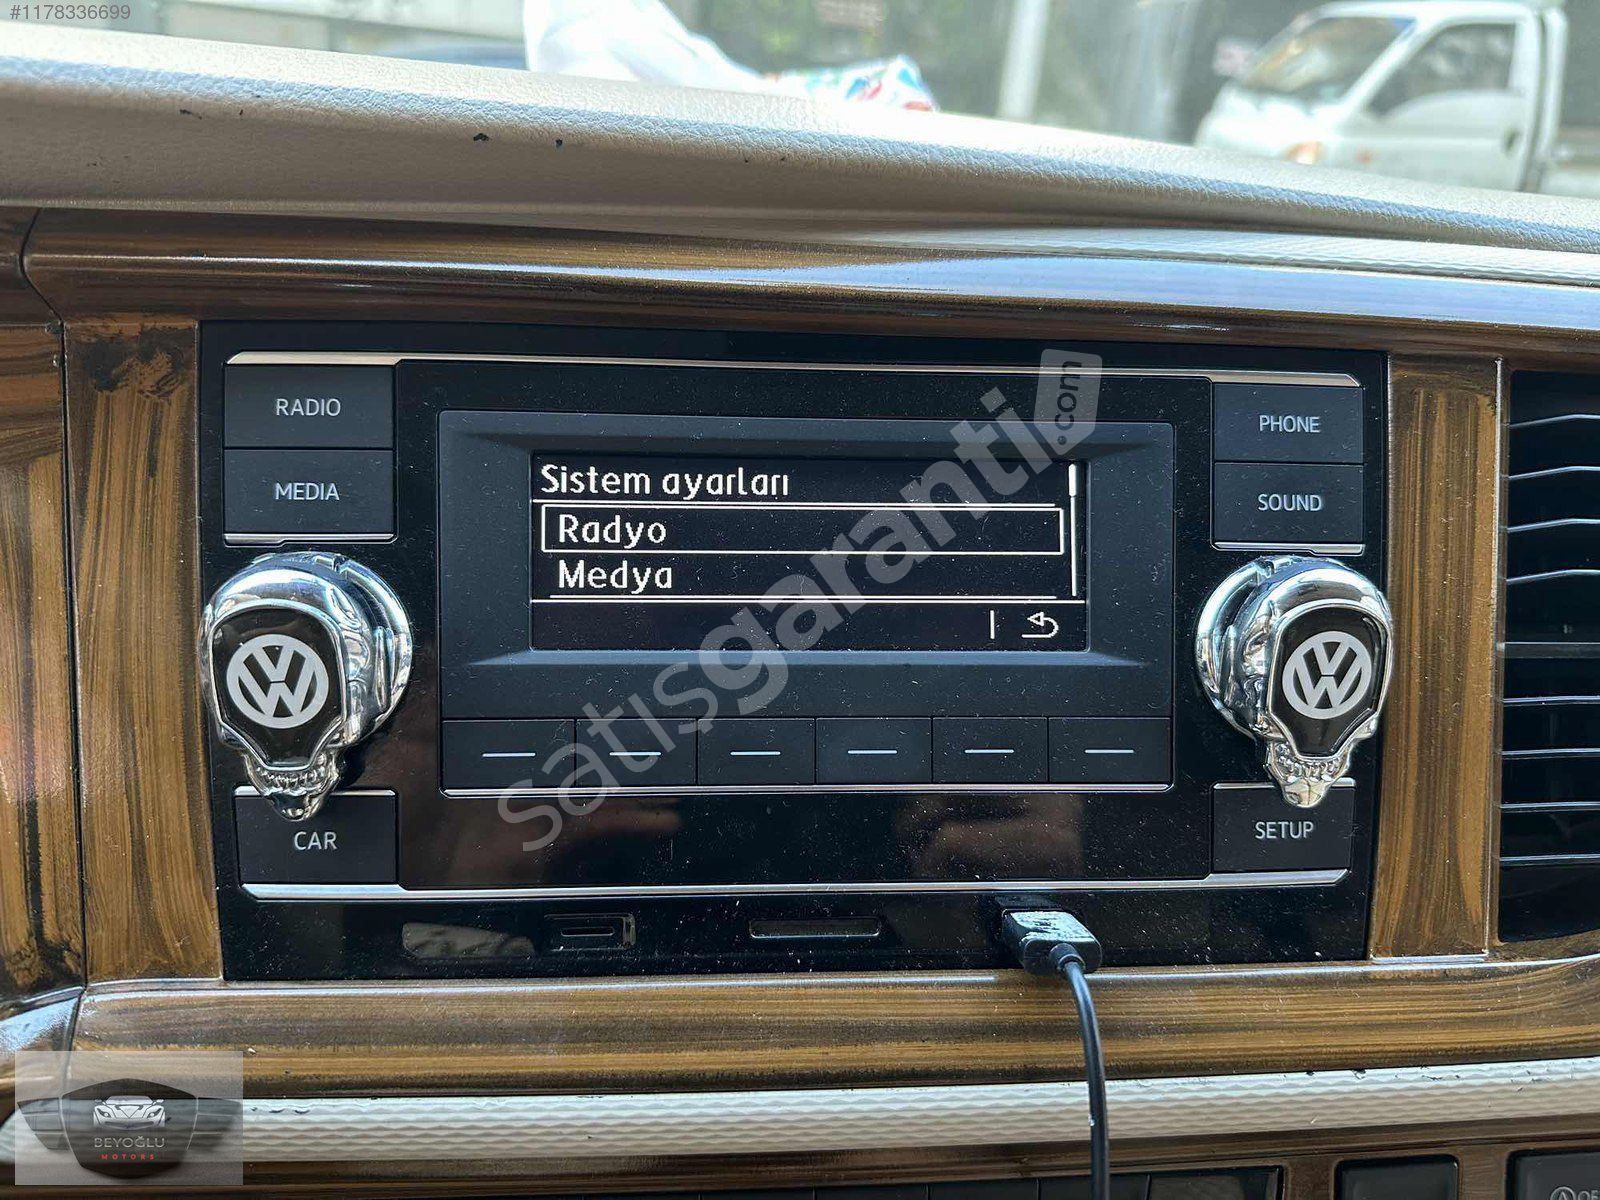 #1178336699
RADIO
MEDIA
PHONE
SOUND
Sistem ayarları
Radyo
Medya
satışgaranti.com
CAR
SETUP
BEYOĞLU
MOTORS